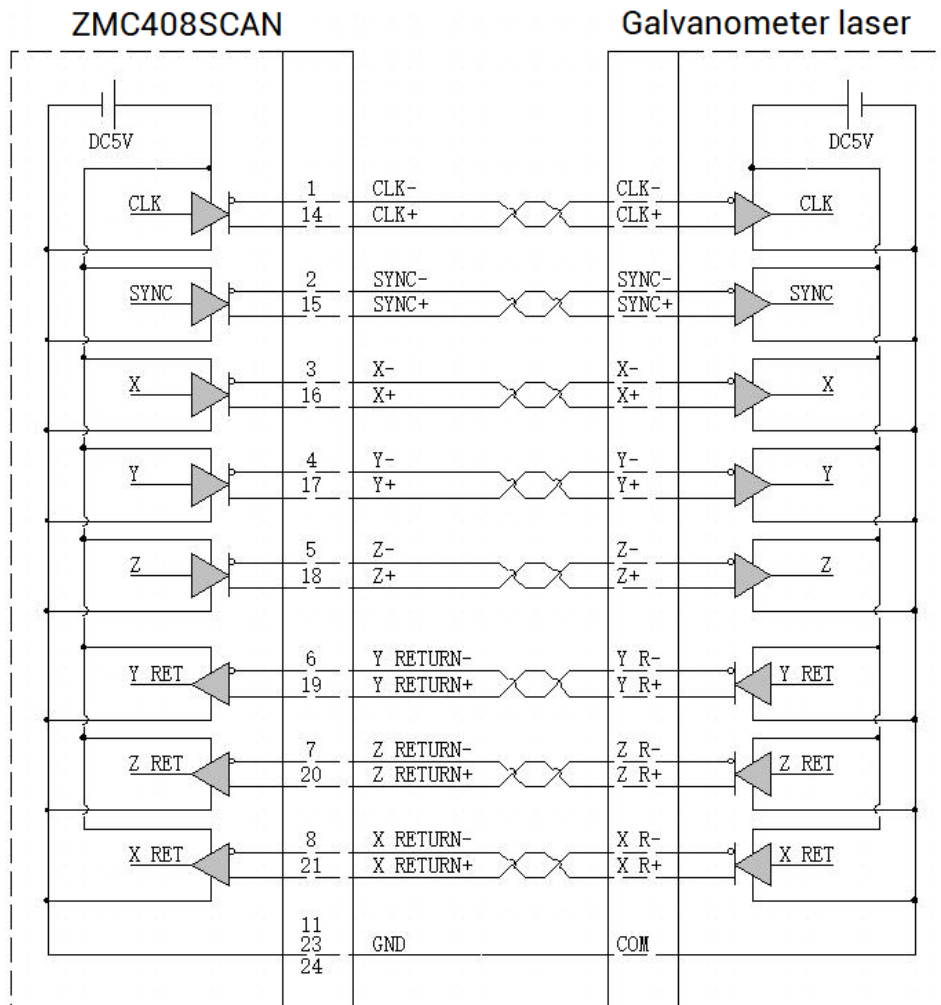 ZMC408SCAN Galvanometer laser
DC5V DC5V
CLK 1 CLK- CLK- CLK
14 CLK+ CLK+
SYNC 2 SYNC- SYNC- SYNC
15 SYNC+ SYNC+
X 3 X- X- X
16 X+ X+
Y 4 Y- Y- Y
17 Y+ Y+
Z 5 Z- Z- Z
18 Z+ Z+
Y RET 6 Y RETURN- Y R- Y RET
19 Y RETURN+ Y R+
Z RET 7 Z RETURN- Z R- Z RET
20 Z RETURN+ Z R+
X RET 8 X RETURN- X R- X RET
21 X RETURN+ X R+
11
23 GND COM
24